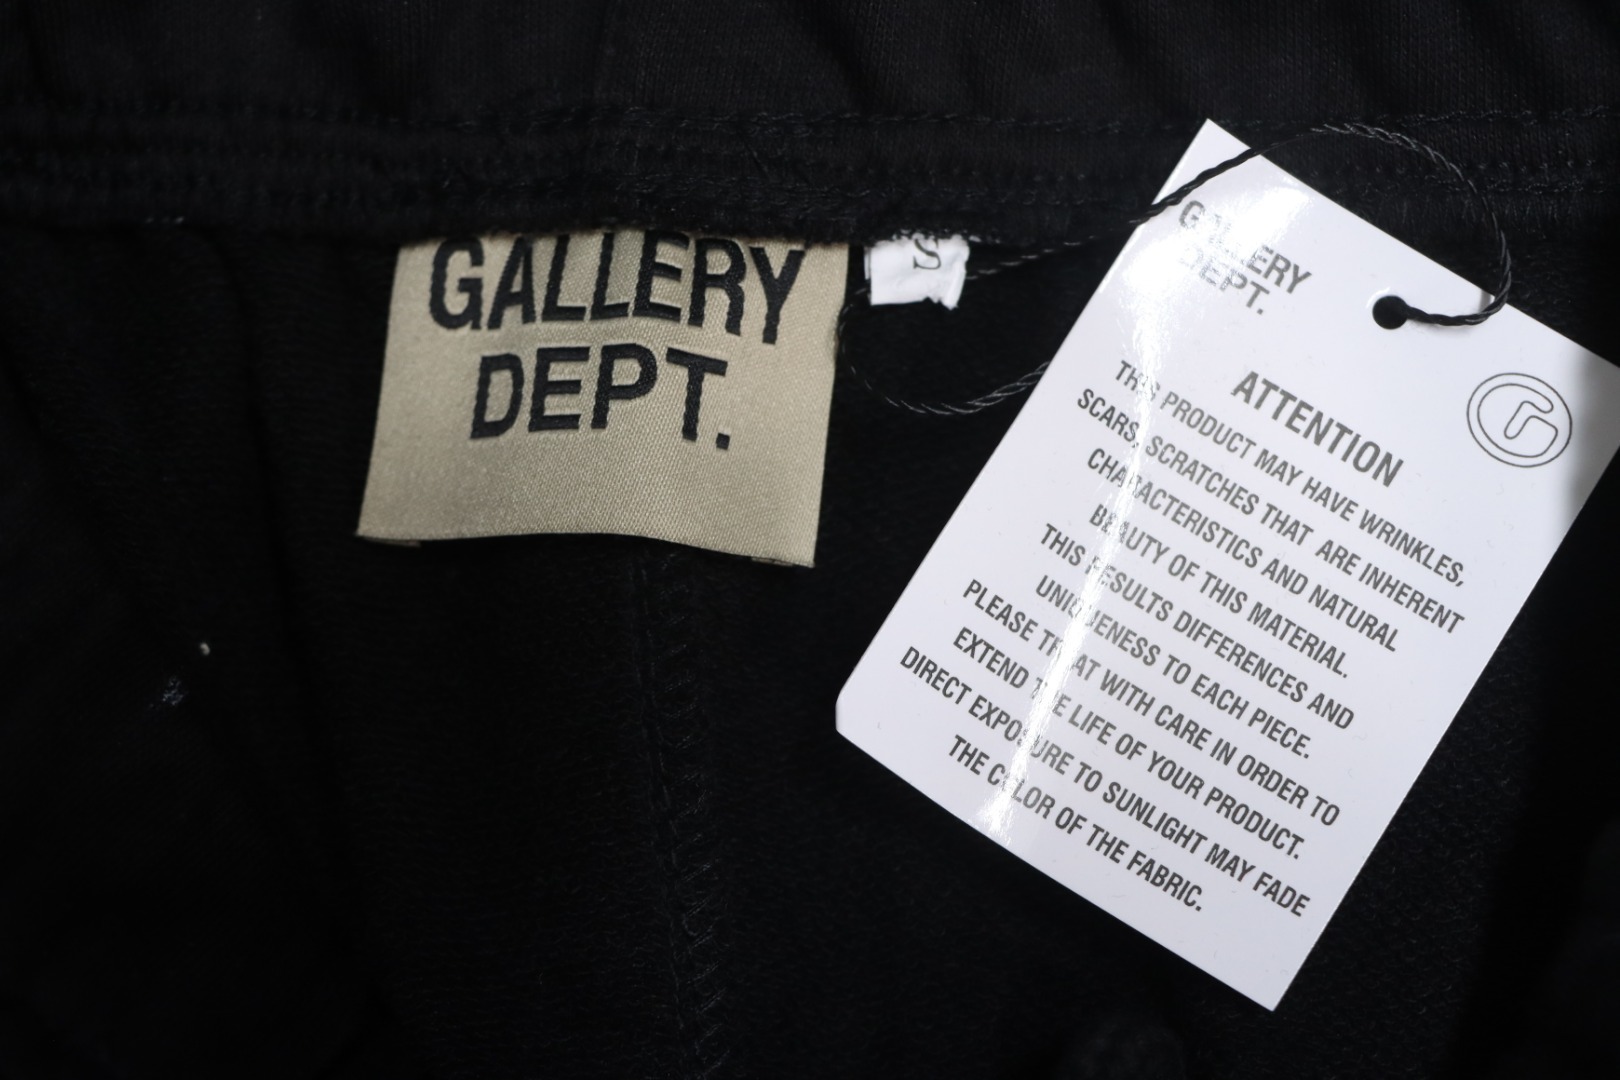 GALLERY
DEPT.
S
GALLERY
DEPT.
ATTENTION
THIS PRODUCT MAY HAVE WRINKLES,
SCARS, SCRATCHES THAT ARE INHERENT
CHARACTERISTICS AND NATURAL
BEAUTY OF THIS MATERIAL.
THIS RESULTS DIFFERENCES AND
UNIQUENESS TO EACH PIECE.
PLEASE TREAT WITH CARE IN ORDER TO
EXTEND THE LIFE OF YOUR PRODUCT.
DIRECT EXPOSURE TO SUNLIGHT MAY FADE
THE COLOR OF THE FABRIC.